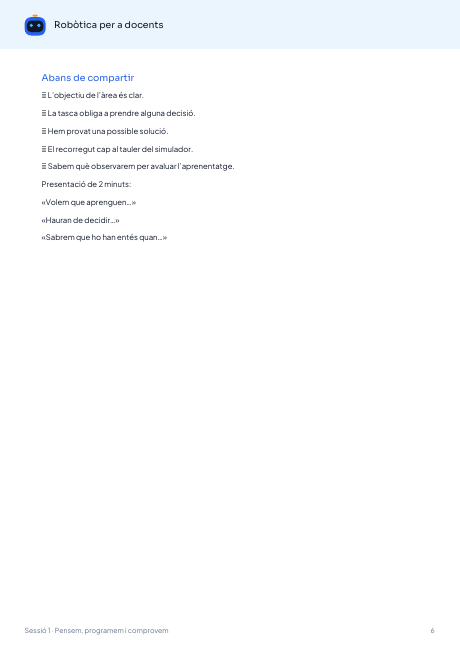 Robòtica per a docents
Abans de compartir
L'objectiu de l'àrea és clar.
La tasca obliga a prendre alguna decisió.
Hem provat una possible solució.
El recorregut cap al tauler del simulador.
Sabem què observarem per avaluar l'aprenentatge.
Presentació de 2 minuts:
«Volem que aprenguen…»
«Hauran de decidir…»
«Sabrem que ho han entés quan…»
Sessió 1 · Pensem, programem i comprovem
6